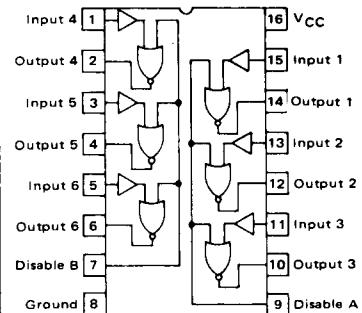 Input 4 1
Output 4 2
Input 5 3
Output 5 4
Input 6 5
Output 6 6
Disable B 7
Ground 8
16 VCC
15 Input 1
14 Output 1
13 Input 2
12 Output 2
11 Input 3
10 Output 3
9 Disable A